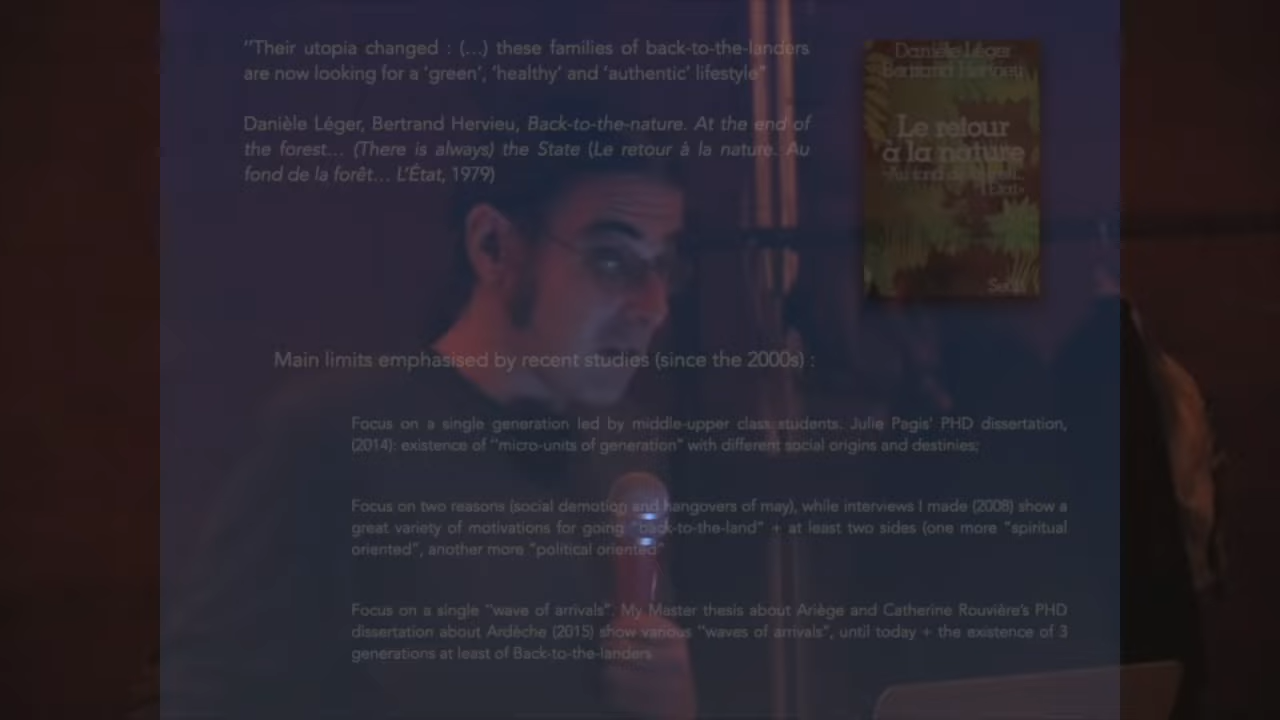 "Their utopia changed : (...) these families of back-to-the-landers
are now looking for a 'green', 'healthy' and 'authentic' lifestyle"
Danièle Léger, Bertrand Hervieu, Back-to-the-nature. At the end of
the forest... (There is always) the State (Le retour à la nature. Au
fond de la forêt... L'État, 1979)
Danièle Léger
Bertrand Hervieu
Le retour
à la nature
"Au fond de la forêt...
l'État"
Seuil
Main limits emphasised by recent studies (since the 2000s) :
Focus on a single generation led by middle-upper class students. Julie Pagis' PHD dissertation,
(2014): existence of "micro-units of generation" with different social origins and destinies;
Focus on two reasons (social demotion and hangovers of may), while interviews I made (2008) show a
great variety of motivations for going "back-to-the-land" + at least two sides (one more "spiritual
oriented", another more "political oriented"
Focus on a single "wave of arrivals". My Master thesis about Ariège and Catherine Rouvière's PHD
dissertation about Ardèche (2015) show various "waves of arrivals", until today + the existence of 3
generations at least of Back-to-the-landers